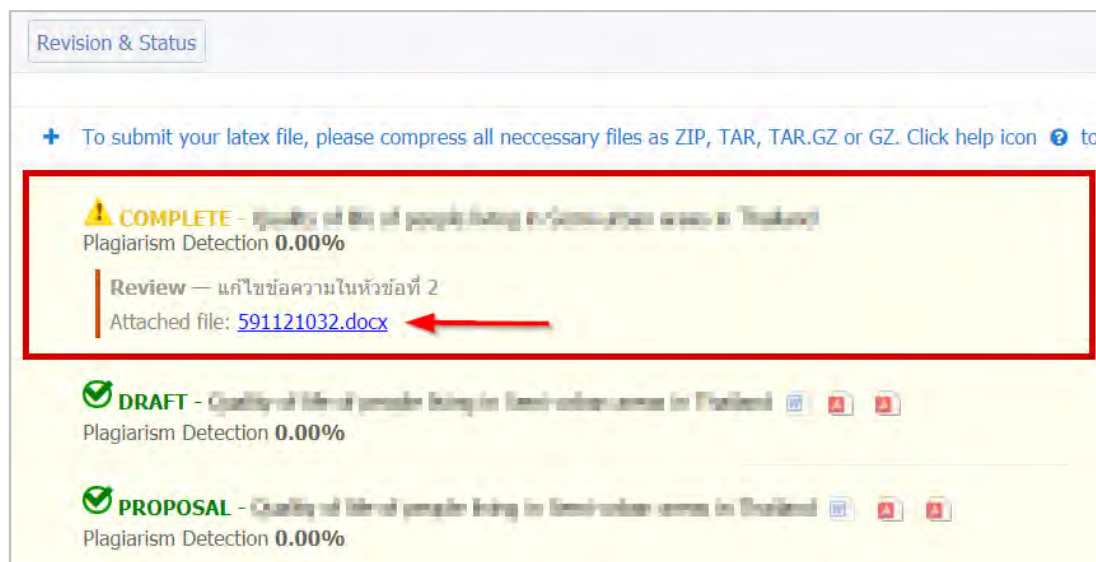 Revision & Status
To submit your latex file, please compress all neccessary files as ZIP, TAR, TAR.GZ or GZ. Click help icon to
COMPLETE -
Plagiarism Detection 0.00%
Review — แก้ไขข้อความในหัวข้อที่ 2
Attached file: 591121032.docx
DRAFT -
Plagiarism Detection 0.00%
PROPOSAL -
Plagiarism Detection 0.00%